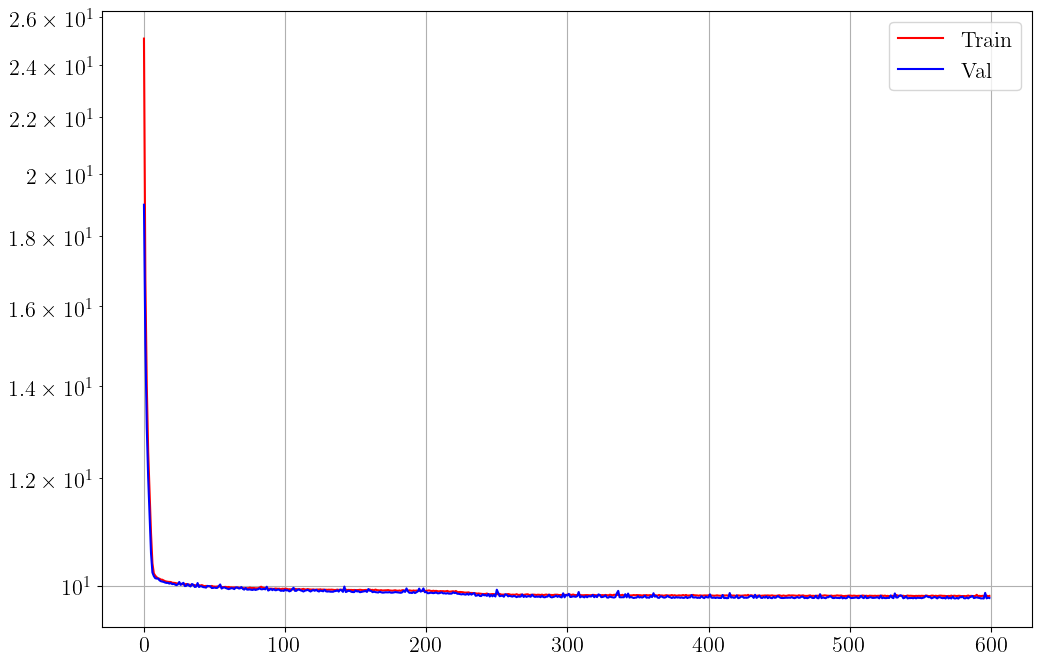 2.6 × 10¹
2.4 × 10¹
2.2 × 10¹
2 × 10¹
1.8 × 10¹
1.6 × 10¹
1.4 × 10¹
1.2 × 10¹
10¹
Train
Val
0 100 200 300 400 500 600